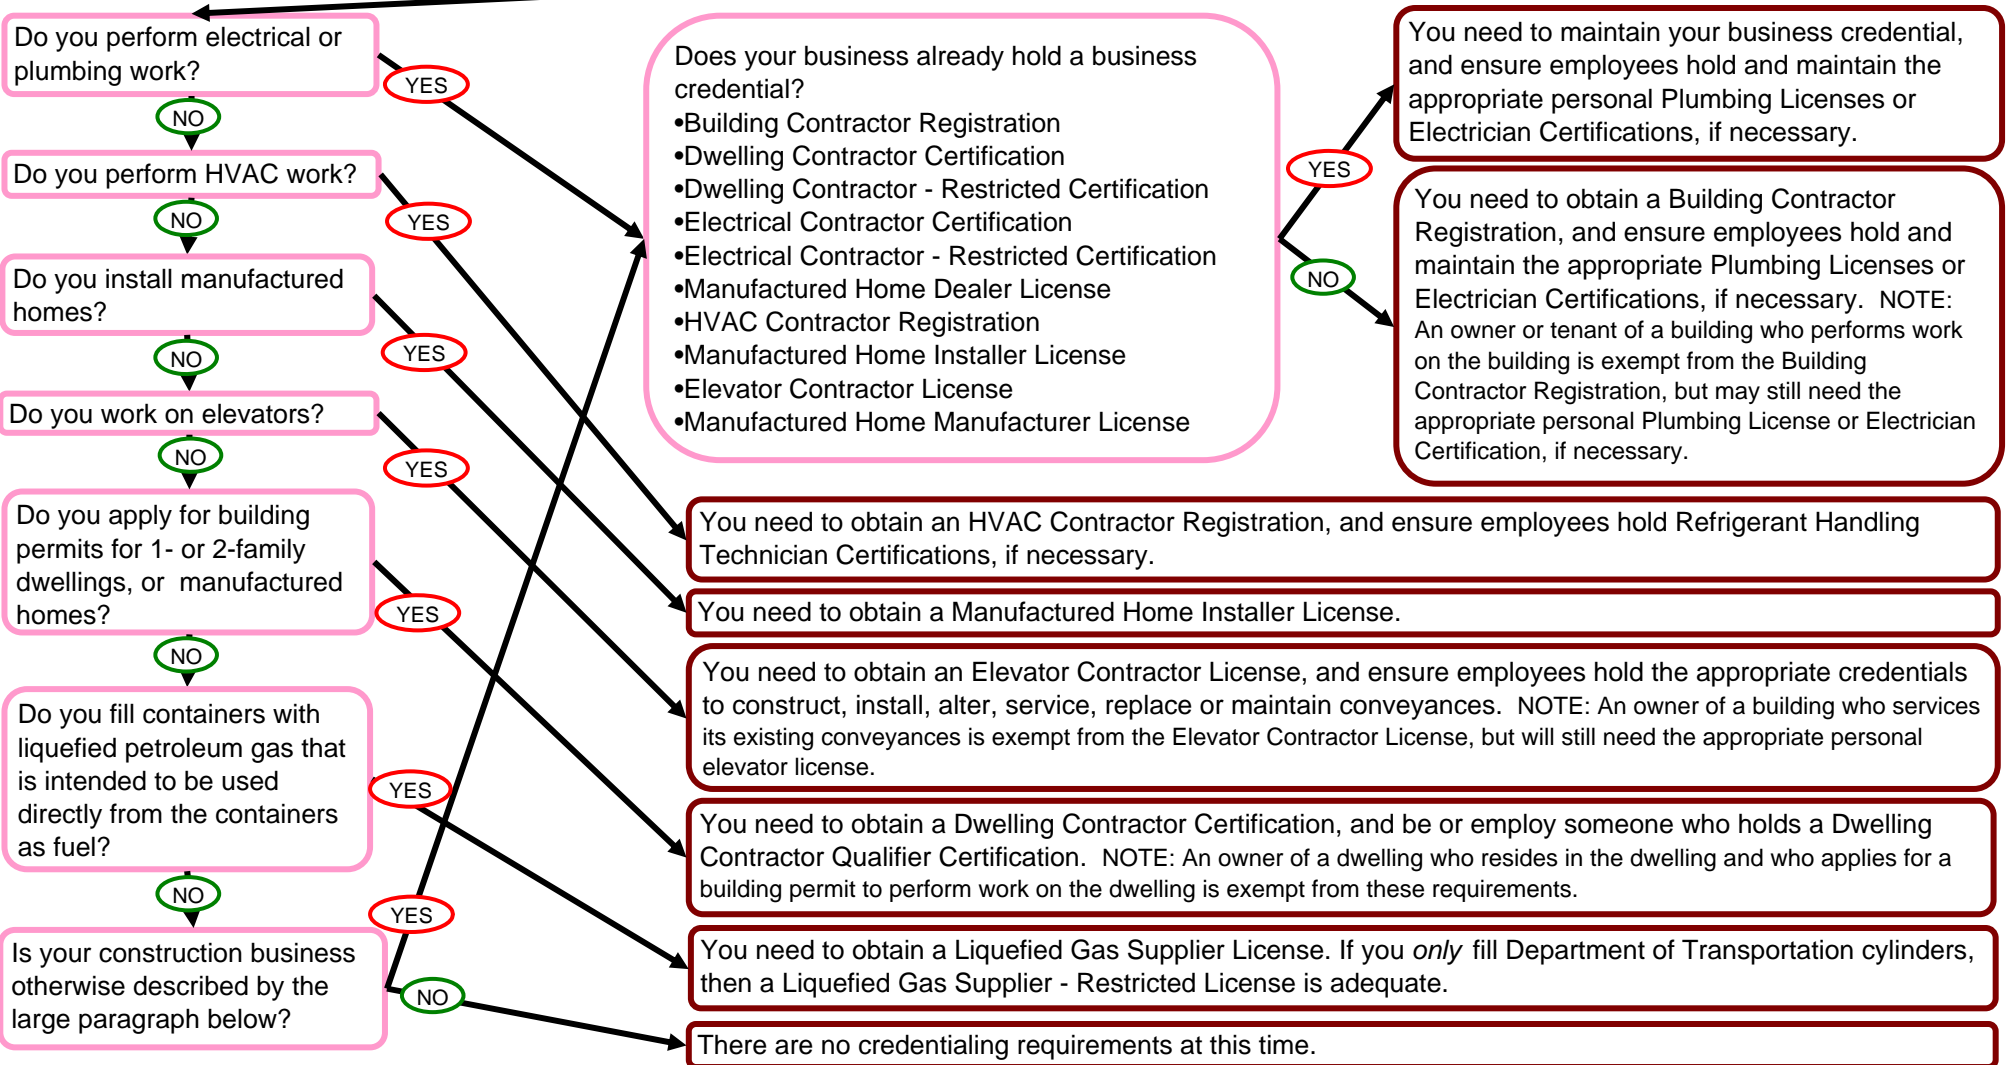 Do you perform electrical or
plumbing work?
YES
NO
Do you perform HVAC work?
YES
NO
Do you install manufactured
homes?
YES
NO
Do you work on elevators?
YES
NO
Do you apply for building
permits for 1- or 2-family
dwellings, or manufactured
homes?
YES
NO
Do you fill containers with
liquefied petroleum gas that
is intended to be used
directly from the containers
as fuel?
YES
NO
Is your construction business
otherwise described by the
large paragraph below?
YES
NO
Does your business already hold a business
credential?
•Building Contractor Registration
•Dwelling Contractor Certification
•Dwelling Contractor - Restricted Certification
•Electrical Contractor Certification
•Electrical Contractor - Restricted Certification
•Manufactured Home Dealer License
•HVAC Contractor Registration
•Manufactured Home Installer License
•Elevator Contractor License
•Manufactured Home Manufacturer License
YES
NO
You need to maintain your business credential,
and ensure employees hold and maintain the
appropriate personal Plumbing Licenses or
Electrician Certifications, if necessary.
You need to obtain a Building Contractor
Registration, and ensure employees hold and
maintain the appropriate Plumbing Licenses or
Electrician Certifications, if necessary. NOTE:
An owner or tenant of a building who performs work
on the building is exempt from the Building
Contractor Registration, but may still need the
appropriate personal Plumbing License or Electrician
Certification, if necessary.
You need to obtain an HVAC Contractor Registration, and ensure employees hold Refrigerant Handling
Technician Certifications, if necessary.
You need to obtain a Manufactured Home Installer License.
You need to obtain an Elevator Contractor License, and ensure employees hold the appropriate credentials
to construct, install, alter, service, replace or maintain conveyances. NOTE: An owner of a building who services
its existing conveyances is exempt from the Elevator Contractor License, but will still need the appropriate personal
elevator license.
You need to obtain a Dwelling Contractor Certification, and be or employ someone who holds a Dwelling
Contractor Qualifier Certification. NOTE: An owner of a dwelling who resides in the dwelling and who applies for a
building permit to perform work on the dwelling is exempt from these requirements.
You need to obtain a Liquefied Gas Supplier License. If you only fill Department of Transportation cylinders,
then a Liquefied Gas Supplier - Restricted License is adequate.
There are no credentialing requirements at this time.